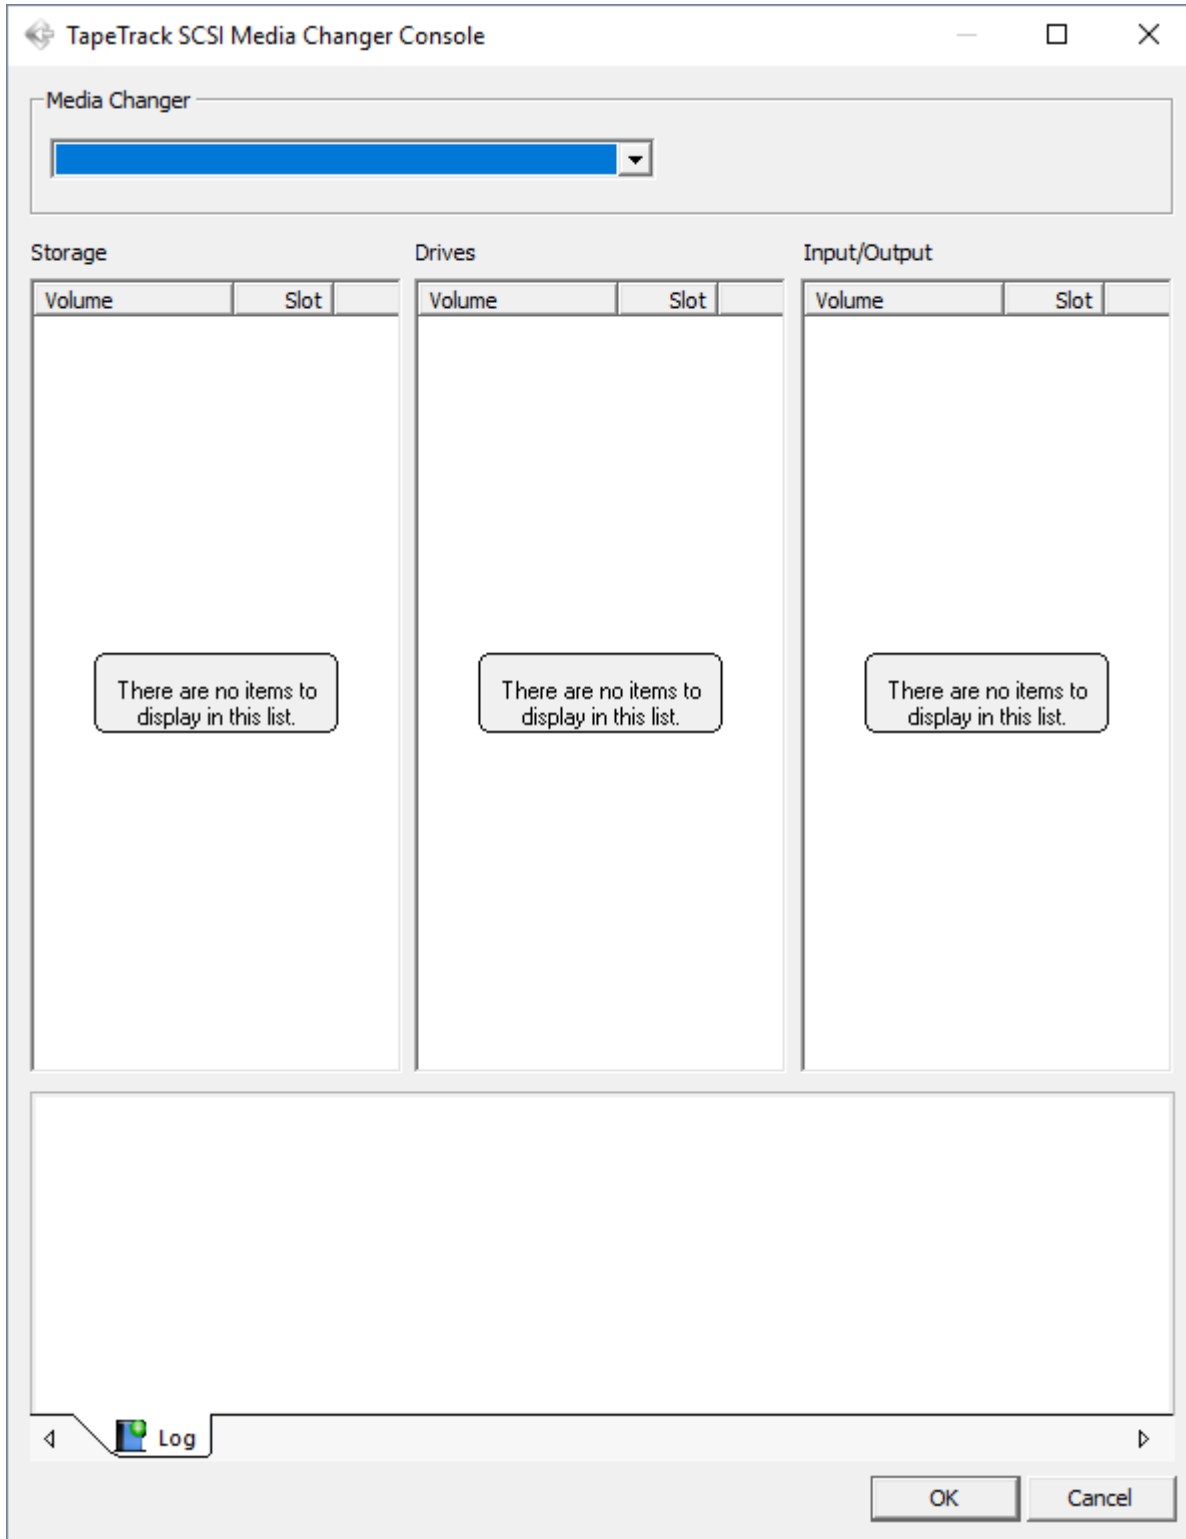 TapeTrack SCSI Media Changer Console
Media Changer
Storage
Drives
Input/Output
Volume Slot
Volume Slot
Volume Slot
There are no items to
display in this list.
There are no items to
display in this list.
There are no items to
display in this list.
Log
OK
Cancel